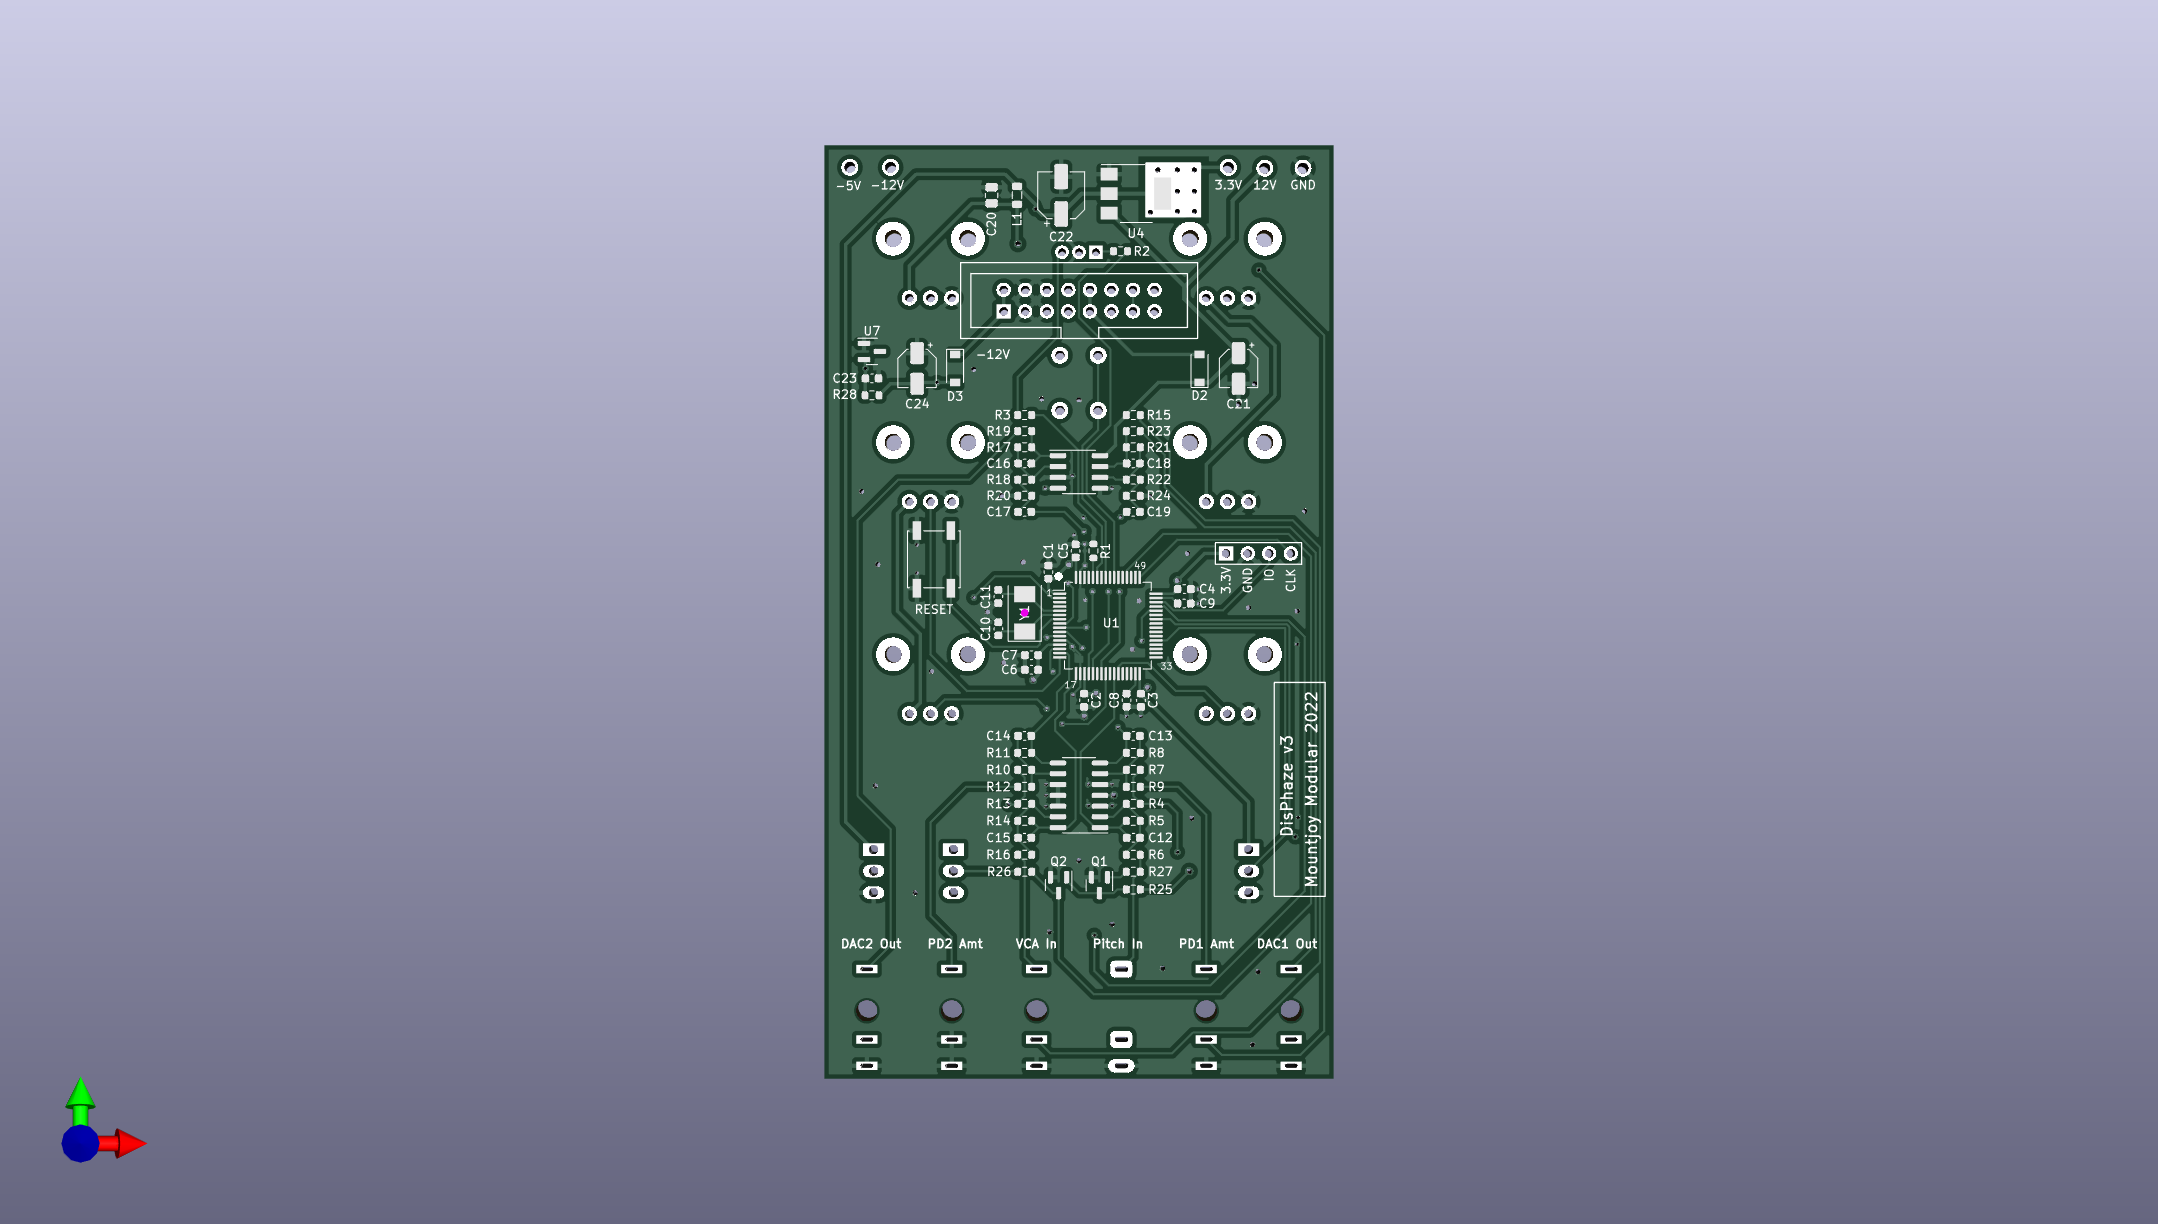 -5V
-12V
3.3V
12V
GND
C20
L1
+
C22
U4
R2
U7
+
-12V
+
C23
R28
C24
D3
D2
C21
R3
R15
R19
R23
R17
R21
C16
C18
R18
R22
R20
R24
C17
C19
C1
C5
R1
49
3.3V
GND
IO
CLK
RESET
C11
1
C4
C9
Y1
U1
C10
C7
C6
33
17
C2
C8
C3
C14
C13
R11
R8
R10
R7
R12
R9
R13
R4
R14
R5
C15
C12
R16
Q2
Q1
R6
R26
R27
R25
DisPhaze v3
Mountjoy Modular 2022
DAC2 Out
PD2 Amt
VCA In
Pitch In
PD1 Amt
DAC1 Out